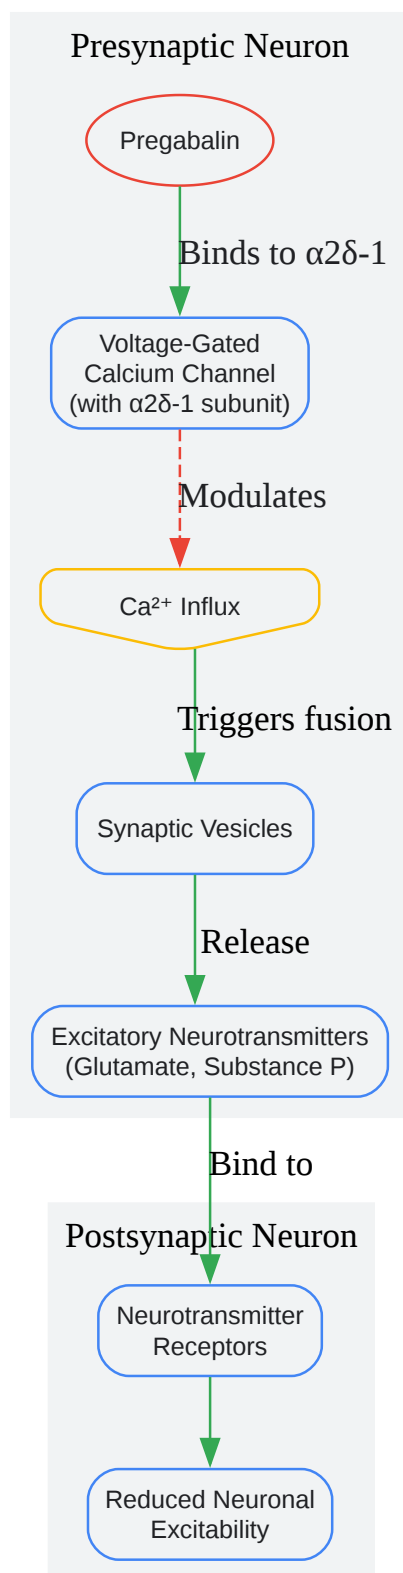 Presynaptic Neuron
Pregabalin
Binds to α2δ-1
Voltage-Gated
Calcium Channel
(with α2δ-1 subunit)
Modulates
Ca²⁺ Influx
Triggers fusion
Synaptic Vesicles
Release
Excitatory Neurotransmitters
(Glutamate, Substance P)
Bind to
Postsynaptic Neuron
Neurotransmitter
Receptors
Reduced Neuronal
Excitability